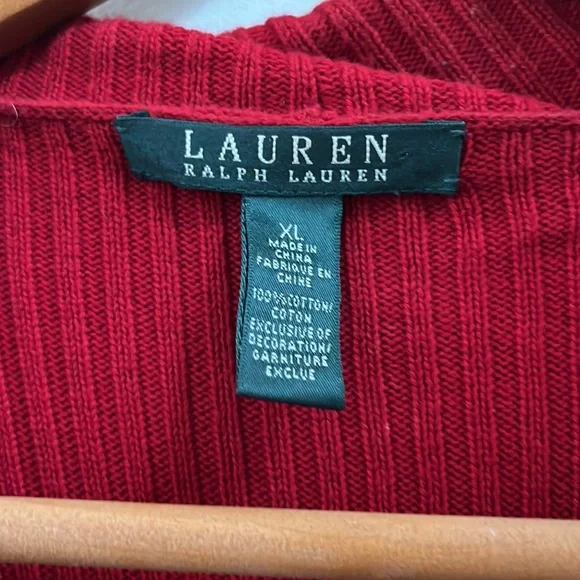 LAUREN
RALPH LAUREN
XL
MADE IN
CHINA
FABRIQUE EN
CHINE
100%COTTON/
COTON
EXCLUSIVE OF
DECORATION/
GARNITURE
EXCLUE